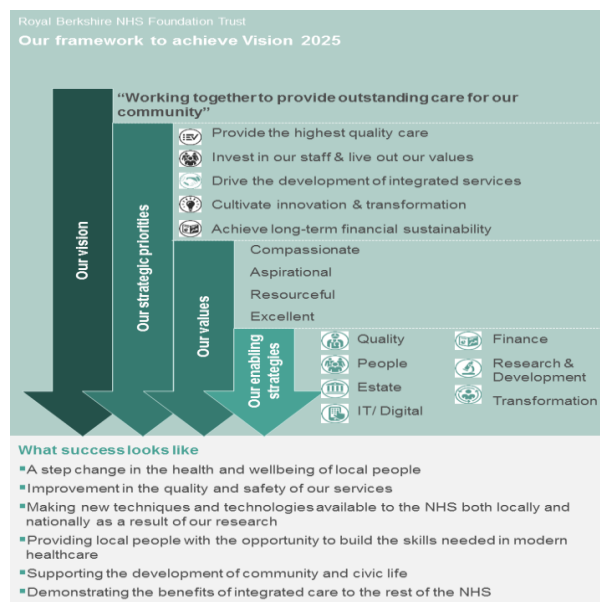 Royal Berkshire NHS Foundation Trust
Our framework to achieve Vision 2025
“Working together to provide outstanding care for our
community”
Provide the highest quality care
Invest in our staff & live out our values
Drive the development of integrated services
Cultivate innovation & transformation
Achieve long-term financial sustainability
Compassionate
Aspirational
Resourceful
Excellent
Our vision
Our strategic priorities
Our values
Our enabling
strategies
Quality
People
Estate
IT/ Digital
Finance
Research &
Development
Transformation
What success looks like
▪A step change in the health and wellbeing of local people
▪Improvement in the quality and safety of our services
▪Making new techniques and technologies available to the NHS both locally and
nationally as a result of our research
▪Providing local people with the opportunity to build the skills needed in modern
healthcare
▪Supporting the development of community and civic life
▪Demonstrating the benefits of integrated care to the rest of the NHS